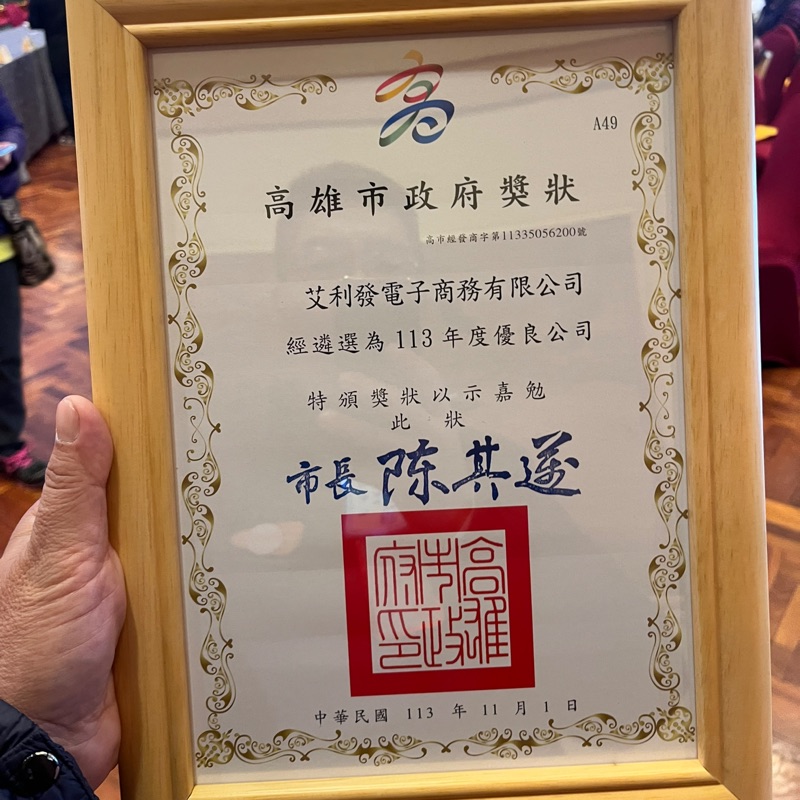 A49
高雄市政府獎狀
高市經發商字第11335056200號
艾利發電子商務有限公司
經遴選為 113 年度優良公司
特頒獎狀以示嘉勉
此狀
市長 陈其邁
高雄市政府印
中華民國 113 年 11 月 1 日